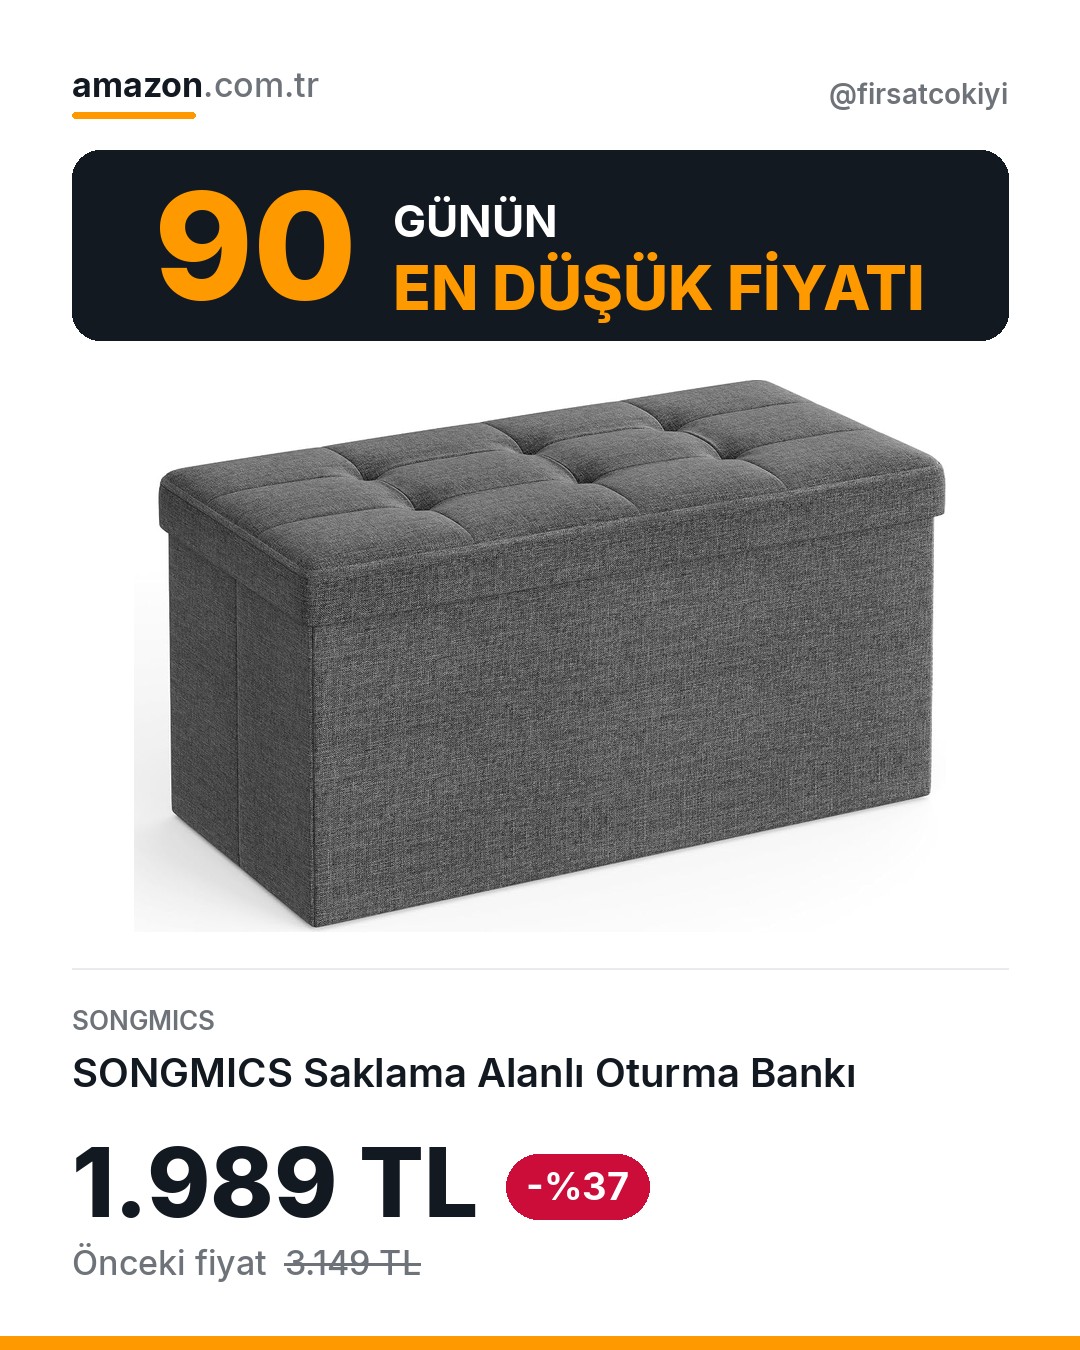 amazon.com.tr
@firsatcokiyi
90 GÜNÜN
EN DÜŞÜK FİYATI
SONGMICS
SONGMICS Saklama Alanlı Oturma Bankı
1.989 TL -%37
Önceki fiyat 3.149 TL